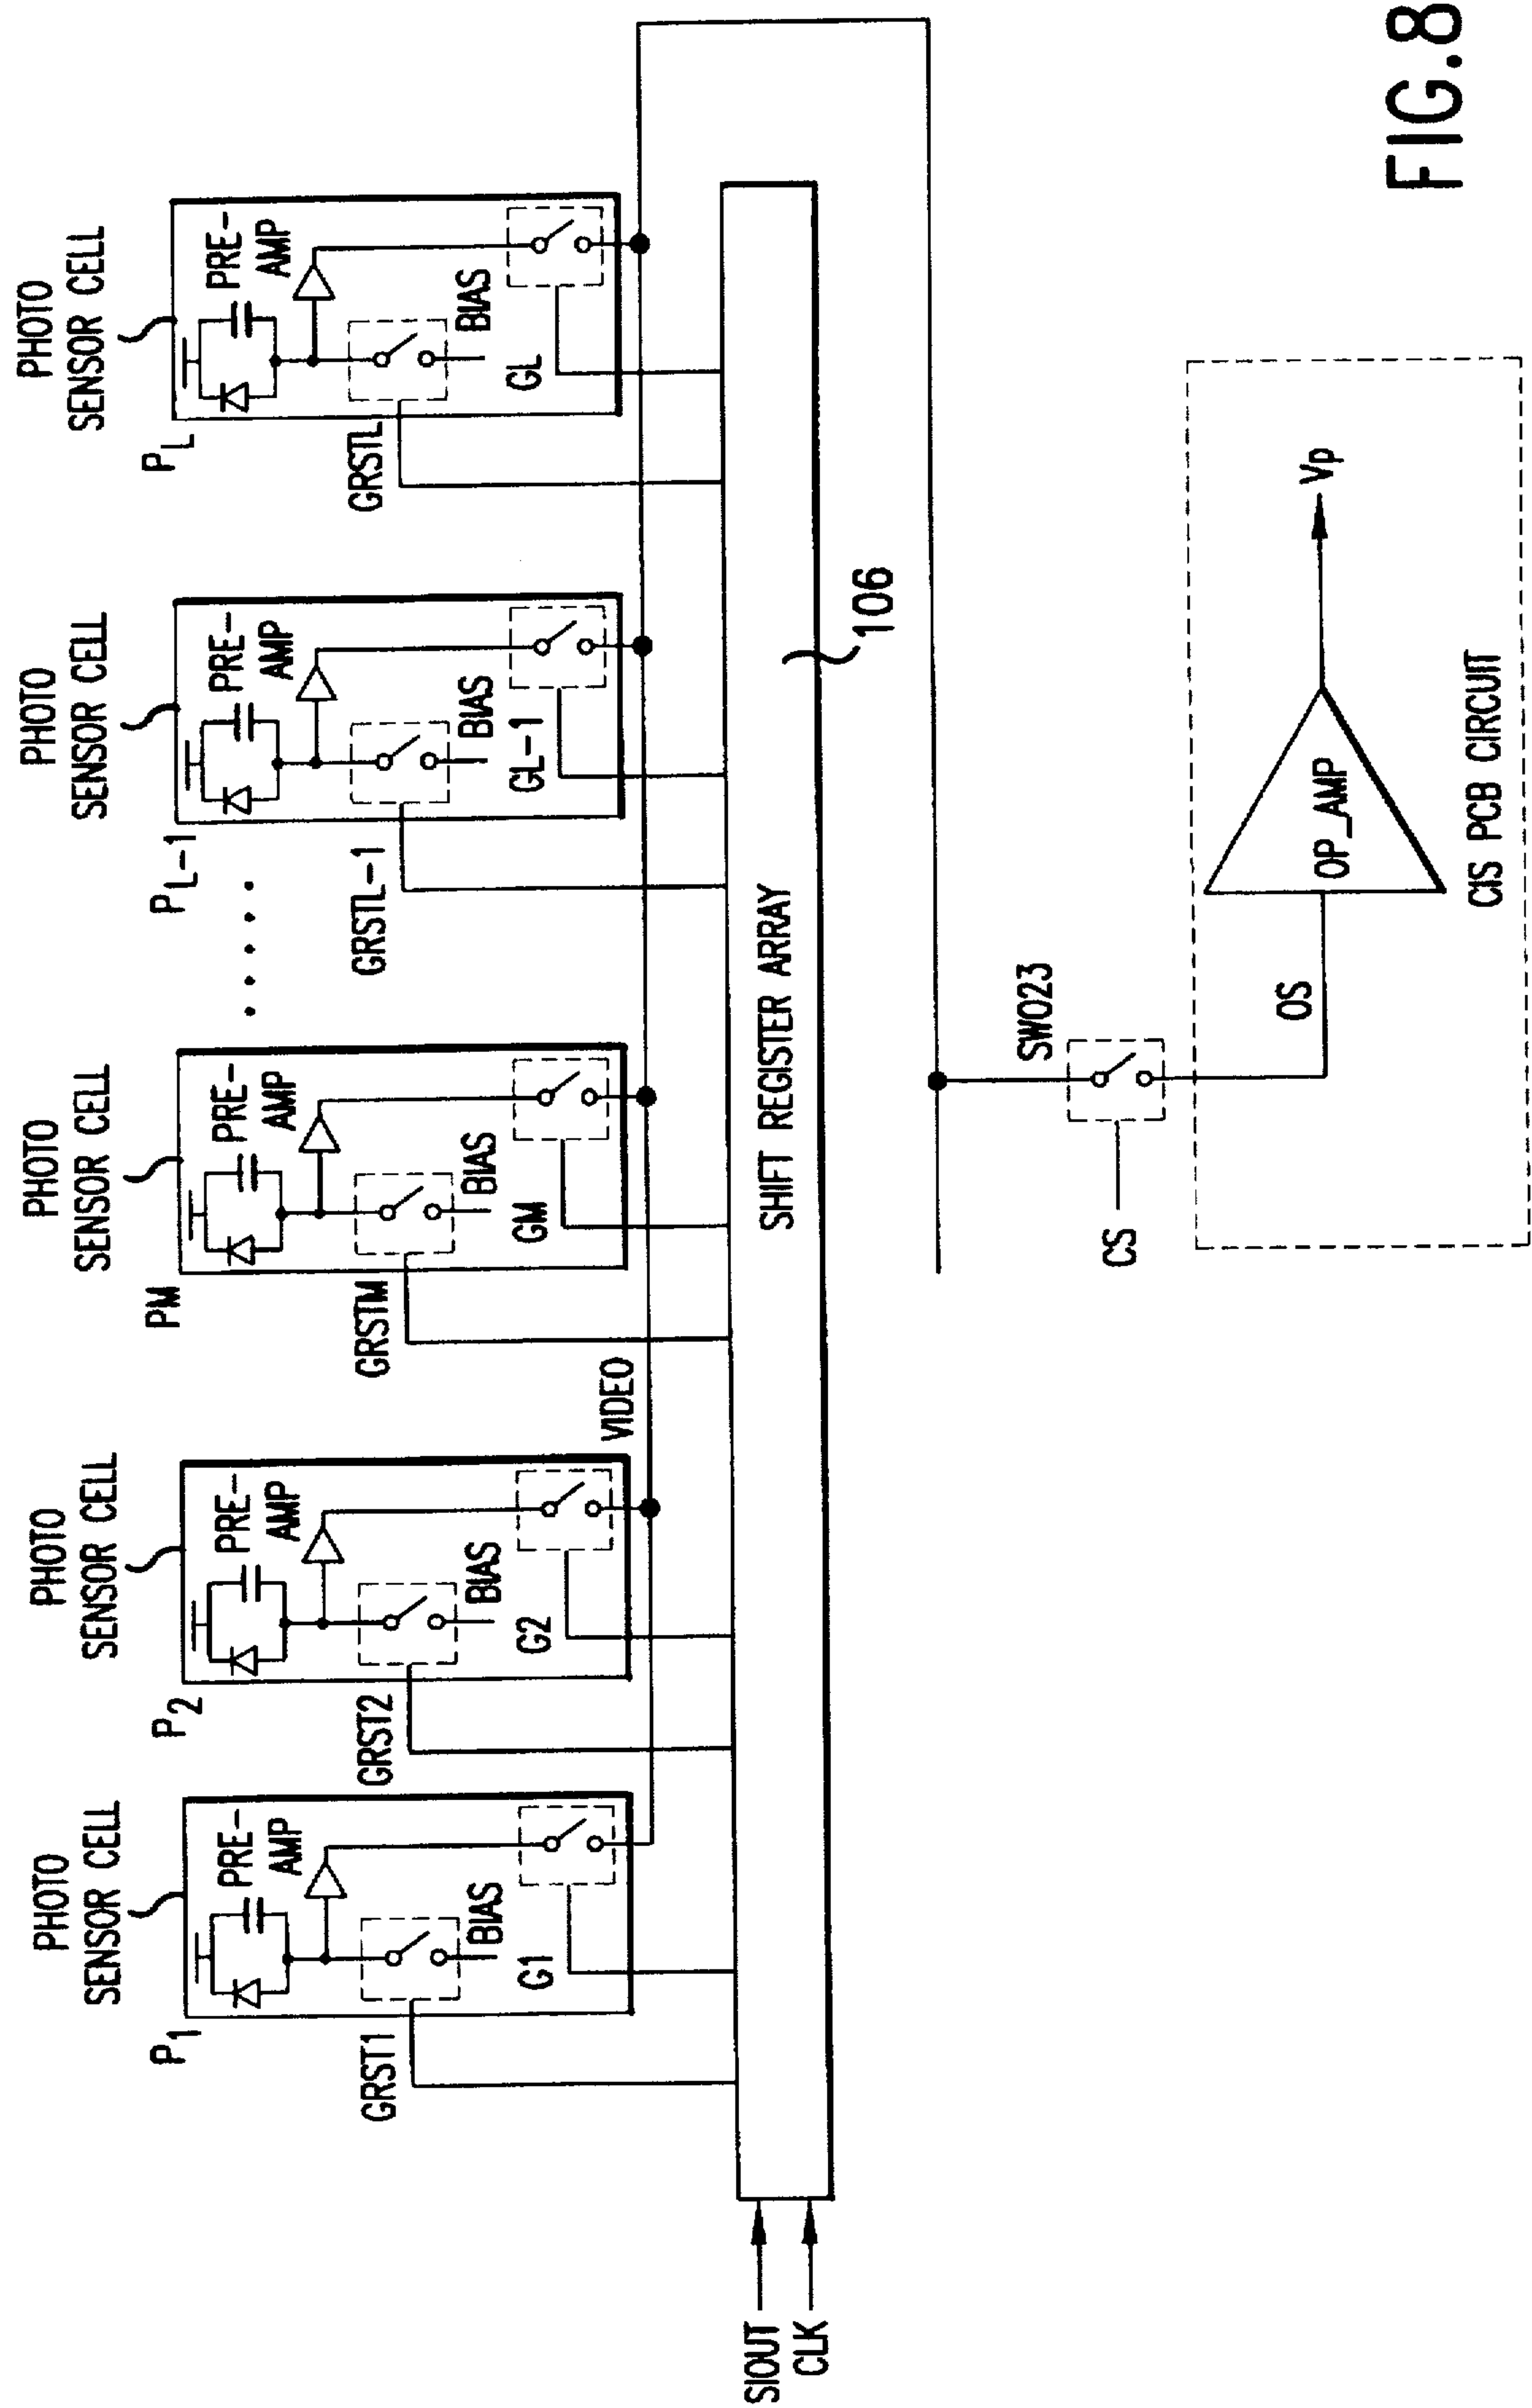 PHOTO
SENSOR CELL
PHOTO
SENSOR CELL
PHOTO
SENSOR CELL
PHOTO
SENSOR CELL
PHOTO
SENSOR CELL
P1
PRE-
AMP
BIAS
G1
GRST1
P2
PRE-
AMP
BIAS
G2
GRST2
VIDEO
PM
PRE-
AMP
BIAS
GM
GRSTM
.....
PL-1
PRE-
AMP
BIAS
GL-1
GRSTL-1
PL
PRE-
AMP
BIAS
GL
GRSTL
SIOUT
CLK
SHIFT REGISTER ARRAY
106
SW023
CS
OS
OP_AMP
Vp
CIS PCB CIRCUIT
FIG.8